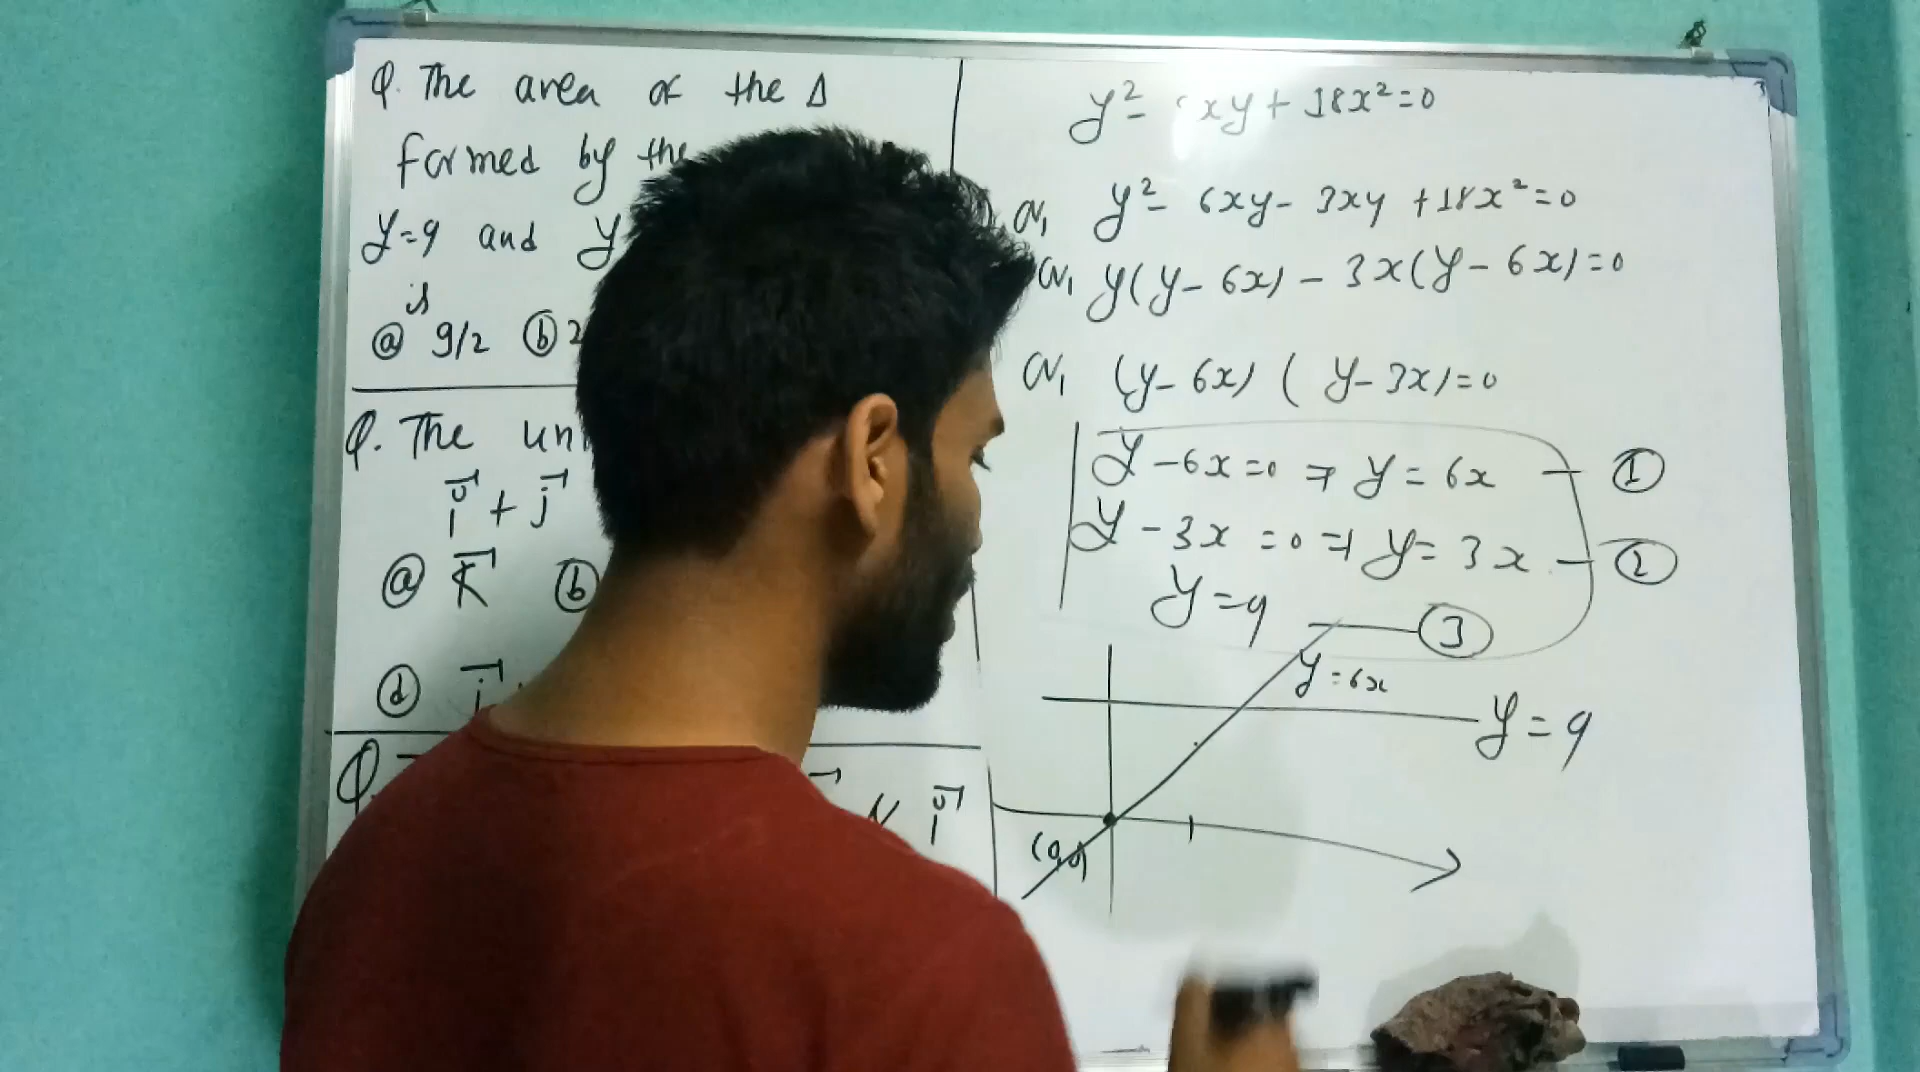 Q. The area of the Δ
formed by the
y=9 and y
is
ⓐ 9/2 ⓑ 2
Q. The uni
i⃗ + j⃗
ⓐ k⃗ ⓑ
ⓓ i⃗
Q.
i⃗
y² - xy + 18x² = 0
or, y² - 6xy - 3xy + 18x² = 0
or, y(y - 6x) - 3x(y - 6x) = 0
or, (y - 6x) ( y - 3x) = 0
y - 6x = 0 ⇒ y = 6x — ①
y - 3x = 0 ⇒ y = 3x — ②
y = 9 — ③
y = 6x
y = 9
(0,0)